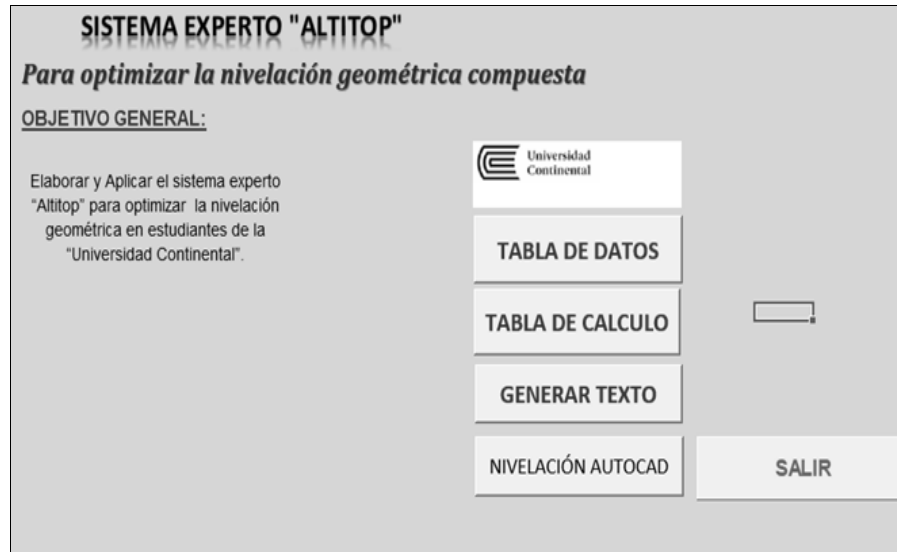 SISTEMA EXPERTO "ALTITOP"
Para optimizar la nivelación geométrica compuesta
OBJETIVO GENERAL:
Elaborar y Aplicar el sistema experto
“Altitop” para optimizar la nivelación
geométrica en estudiantes de la
“Universidad Continental”.
Universidad
Continental
TABLA DE DATOS
TABLA DE CALCULO
GENERAR TEXTO
NIVELACIÓN AUTOCAD
SALIR